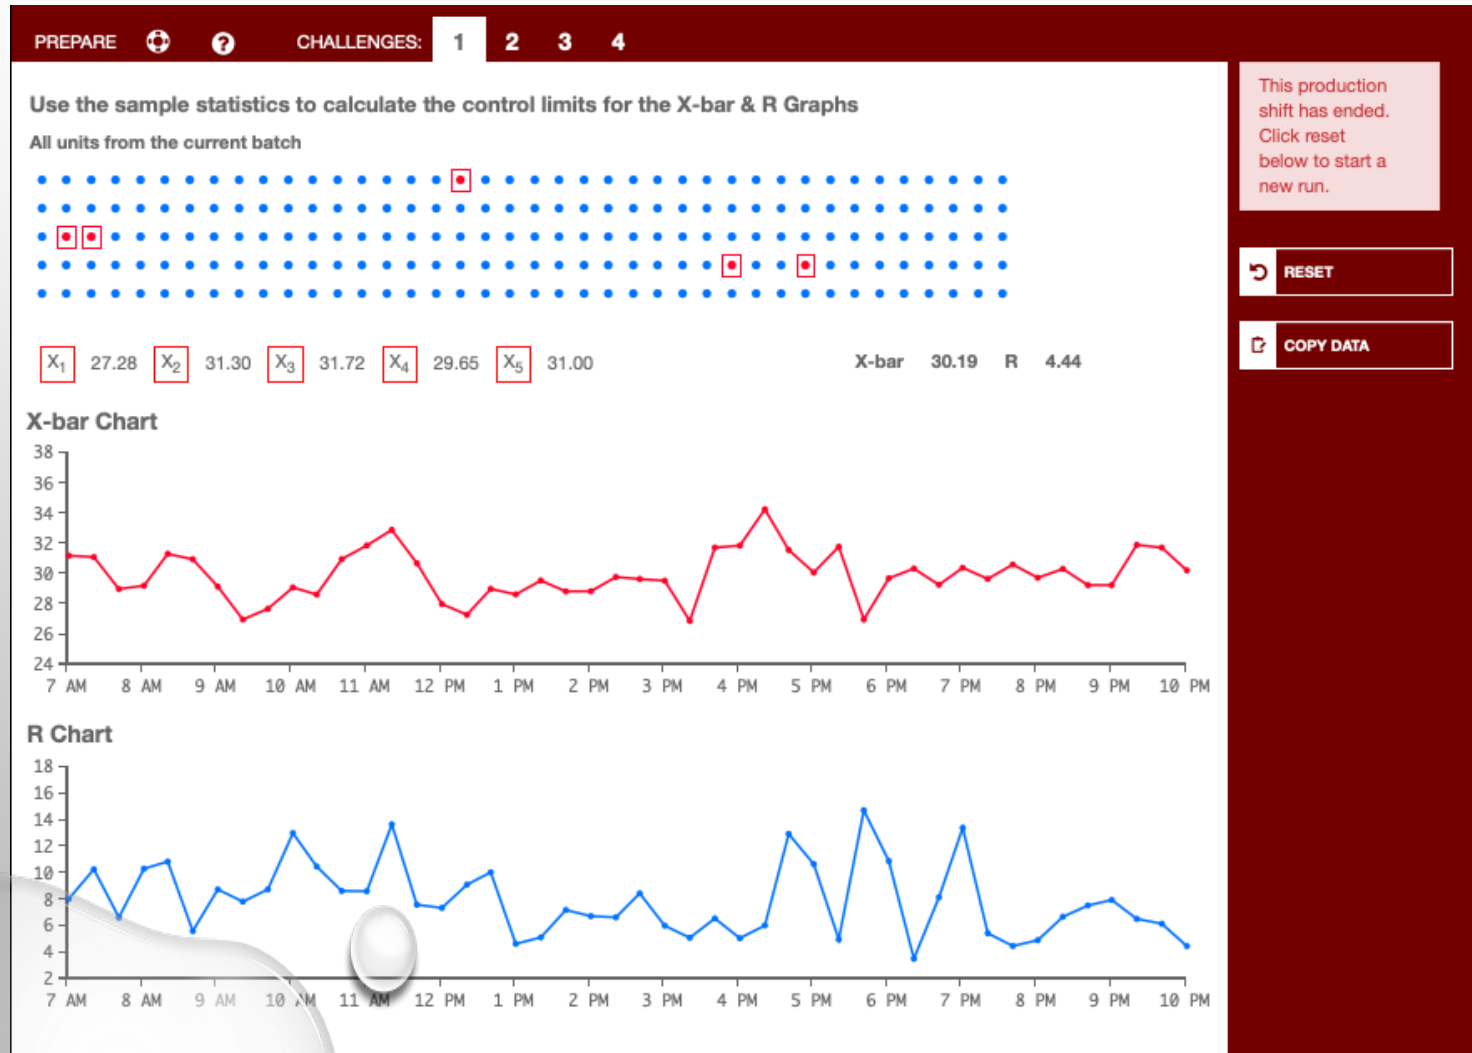 PREPARE CHALLENGES: 1 2 3 4
This production
shift has ended.
Click reset
below to start a
new run.
RESET
COPY DATA
Use the sample statistics to calculate the control limits for the X-bar & R Graphs
All units from the current batch
X1 27.28 X2 31.30 X3 31.72 X4 29.65 X5 31.00 X-bar 30.19 R 4.44
X-bar Chart
38
36
34
32
30
28
26
24
7 AM 8 AM 9 AM 10 AM 11 AM 12 PM 1 PM 2 PM 3 PM 4 PM 5 PM 6 PM 7 PM 8 PM 9 PM 10 PM
R Chart
18
16
14
12
10
8
6
4
2
7 AM 8 AM 9 AM 10 AM 11 AM 12 PM 1 PM 2 PM 3 PM 4 PM 5 PM 6 PM 7 PM 8 PM 9 PM 10 PM